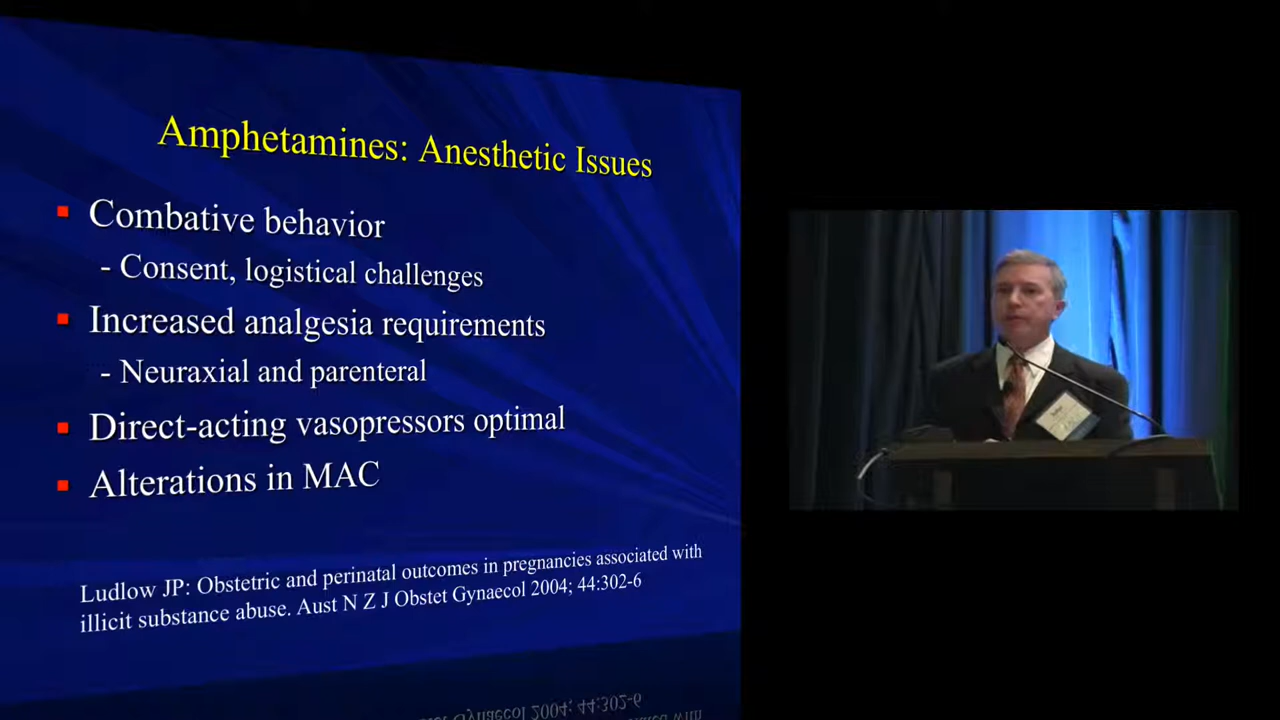 Amphetamines: Anesthetic Issues
Combative behavior
- Consent, logistical challenges
Increased analgesia requirements
- Neuraxial and parenteral
Direct-acting vasopressors optimal
Alterations in MAC
Ludlow JP: Obstetric and perinatal outcomes in pregnancies associated with
illicit substance abuse. Aust N Z J Obstet Gynaecol 2004; 44:302-6